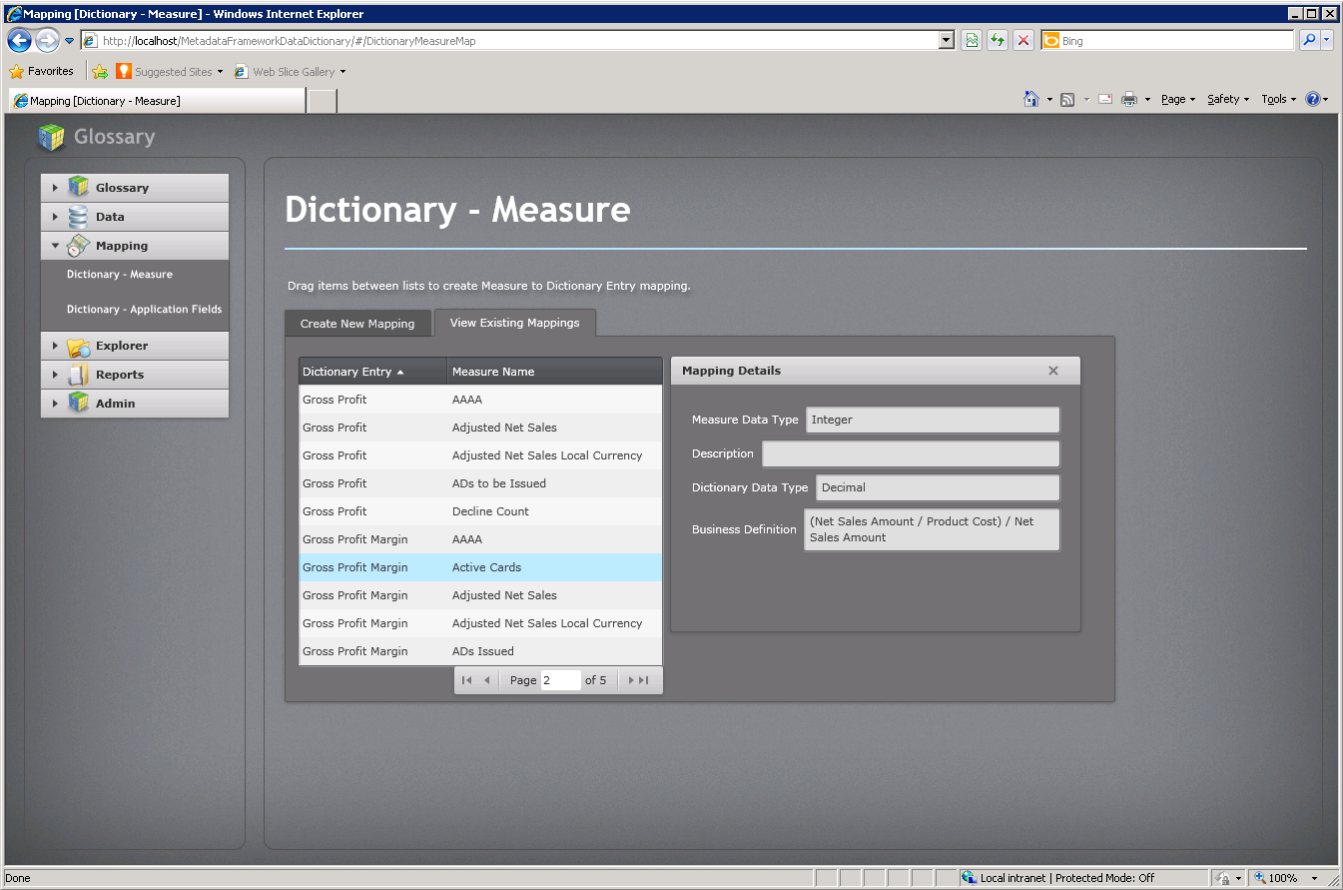 Mapping [Dictionary - Measure] - Windows Internet Explorer
http://localhost/MetadataFrameworkDataDictionary/#/DictionaryMeasureMap
Bing
Favorites
Suggested Sites
Web Slice Gallery
Mapping [Dictionary - Measure]
Page
Safety
Tools
Glossary
Glossary
Data
Mapping
Dictionary - Measure
Dictionary - Application Fields
Explorer
Reports
Admin
Dictionary - Measure
Drag items between lists to create Measure to Dictionary Entry mapping.
Create New Mapping
View Existing Mappings
Dictionary Entry Measure Name
Gross Profit AAAA
Gross Profit Adjusted Net Sales
Gross Profit Adjusted Net Sales Local Currency
Gross Profit ADs to be Issued
Gross Profit Decline Count
Gross Profit Margin AAAA
Gross Profit Margin Active Cards
Gross Profit Margin Adjusted Net Sales
Gross Profit Margin Adjusted Net Sales Local Currency
Gross Profit Margin ADs Issued
Page 2 of 5
Mapping Details
Measure Data Type Integer
Description
Dictionary Data Type Decimal
Business Definition (Net Sales Amount / Product Cost) / Net
Sales Amount
Done
Local intranet | Protected Mode: Off
100%